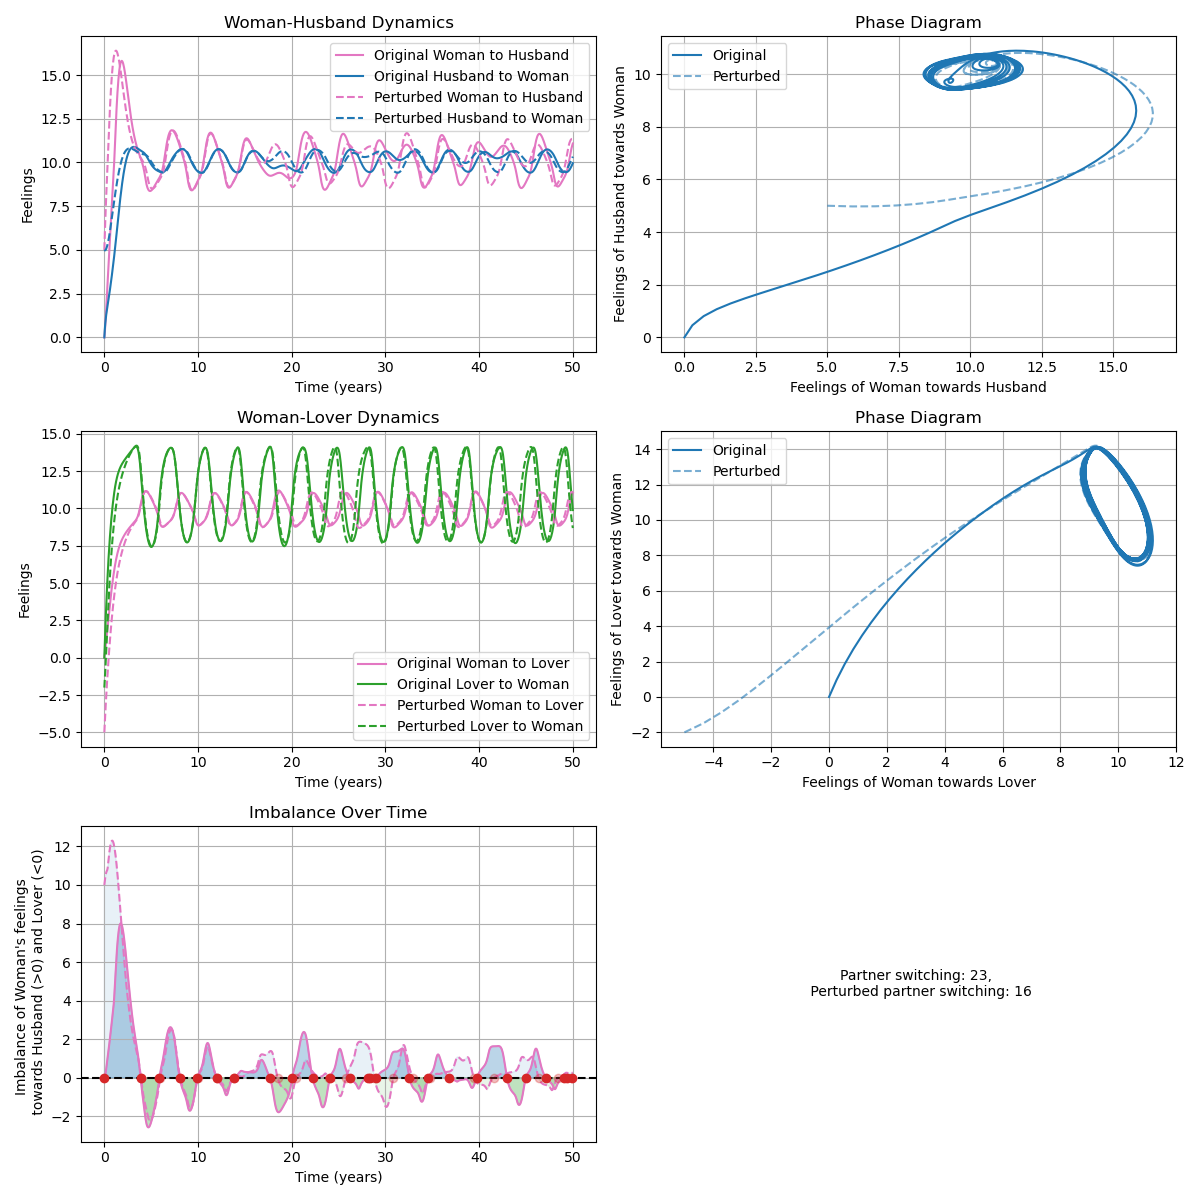 Woman-Husband Dynamics
Feelings
15.0
12.5
10.0
7.5
5.0
2.5
0.0
Original Woman to Husband
Original Husband to Woman
Perturbed Woman to Husband
Perturbed Husband to Woman
0 10 20 30 40 50
Time (years)
Phase Diagram
Feelings of Husband towards Woman
10
8
6
4
2
0
Original
Perturbed
0.0 2.5 5.0 7.5 10.0 12.5 15.0
Feelings of Woman towards Husband
Woman-Lover Dynamics
Feelings
15.0
12.5
10.0
7.5
5.0
2.5
0.0
−2.5
−5.0
Original Woman to Lover
Original Lover to Woman
Perturbed Woman to Lover
Perturbed Lover to Woman
0 10 20 30 40 50
Time (years)
Phase Diagram
Feelings of Lover towards Woman
14
12
10
8
6
4
2
0
−2
Original
Perturbed
−4 −2 0 2 4 6 8 10 12
Feelings of Woman towards Lover
Imbalance Over Time
Imbalance of Woman's feelings
towards Husband (>0) and Lover (<0)
12
10
8
6
4
2
0
−2
0 10 20 30 40 50
Time (years)
Partner switching: 23,
Perturbed partner switching: 16